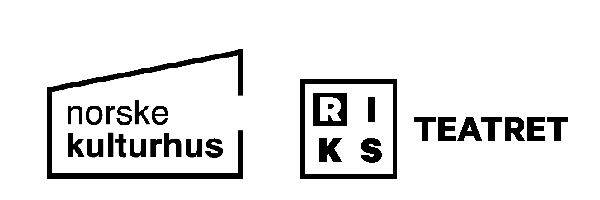 norske
kulturhus
R I
K S
TEATRET